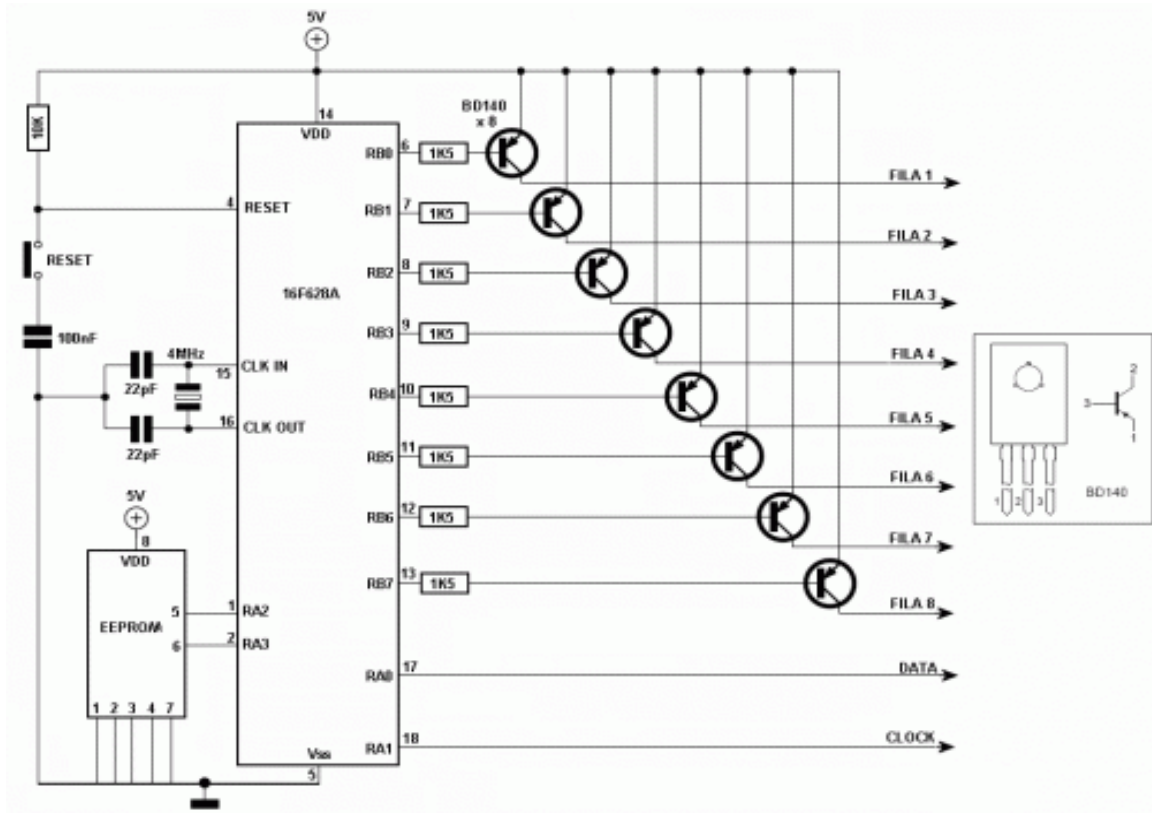 5V
10K
14
VDD
BD140
x 8
RB0
6
1K5
FILA 1
4
RESET
RB1
7
1K5
FILA 2
RESET
RB2
8
1K5
FILA 3
16F628A
100nF
RB3
9
1K5
FILA 4
4MHz
15
CLK IN
22pF
RB4
10
1K5
FILA 5
16
CLK OUT
22pF
RB5
11
1K5
FILA 6
5V
8
VDD
RB6
12
1K5
FILA 7
RB7
13
1K5
FILA 8
EEPROM
5
1
RA2
6
2
RA3
RA0
17
DATA
1 2 3 4 7
Vss
5
RA1
18
CLOCK
2
3
1
1 2 3
BD140